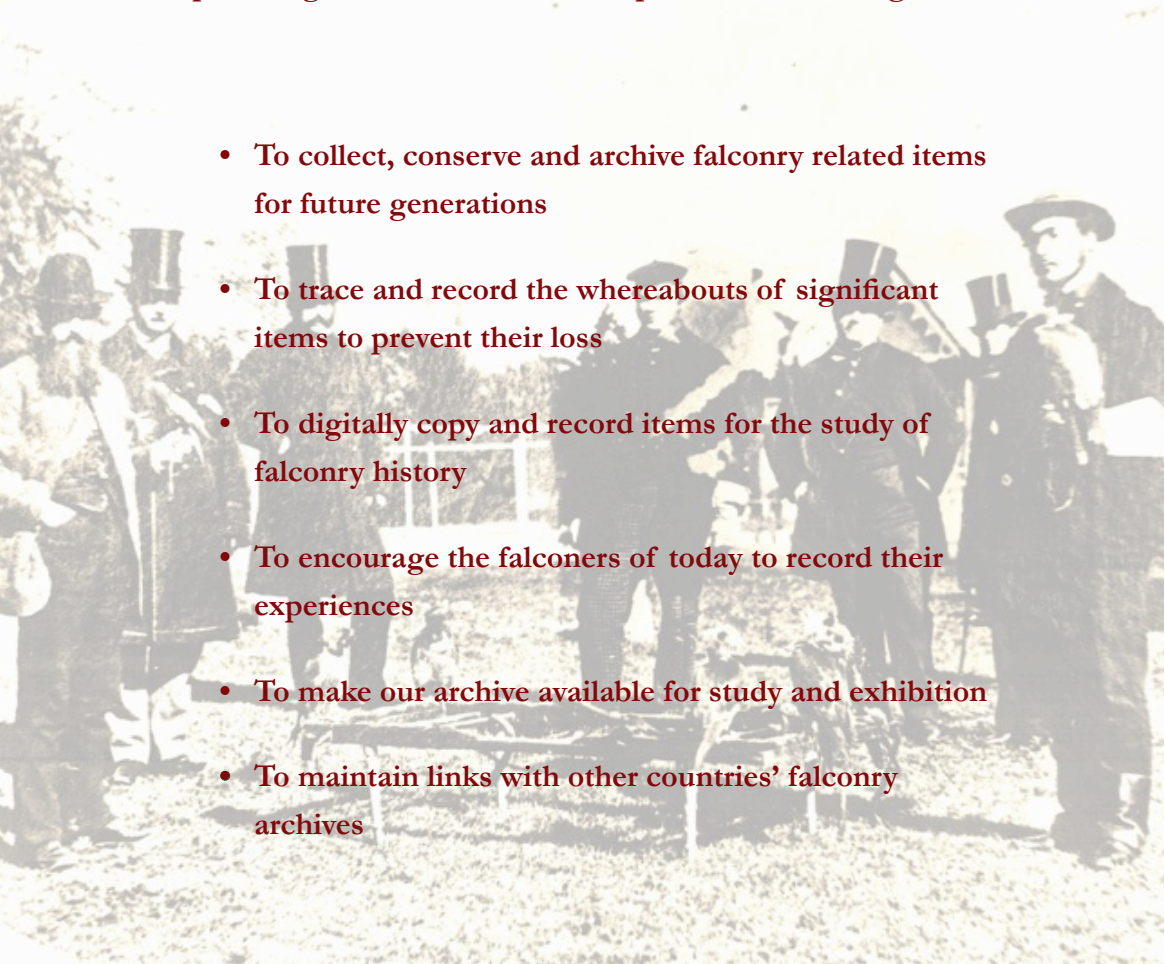 • To collect, conserve and archive falconry related items
for future generations
• To trace and record the whereabouts of significant
items to prevent their loss
• To digitally copy and record items for the study of
falconry history
• To encourage the falconers of today to record their
experiences
• To make our archive available for study and exhibition
• To maintain links with other countries’ falconry
archives